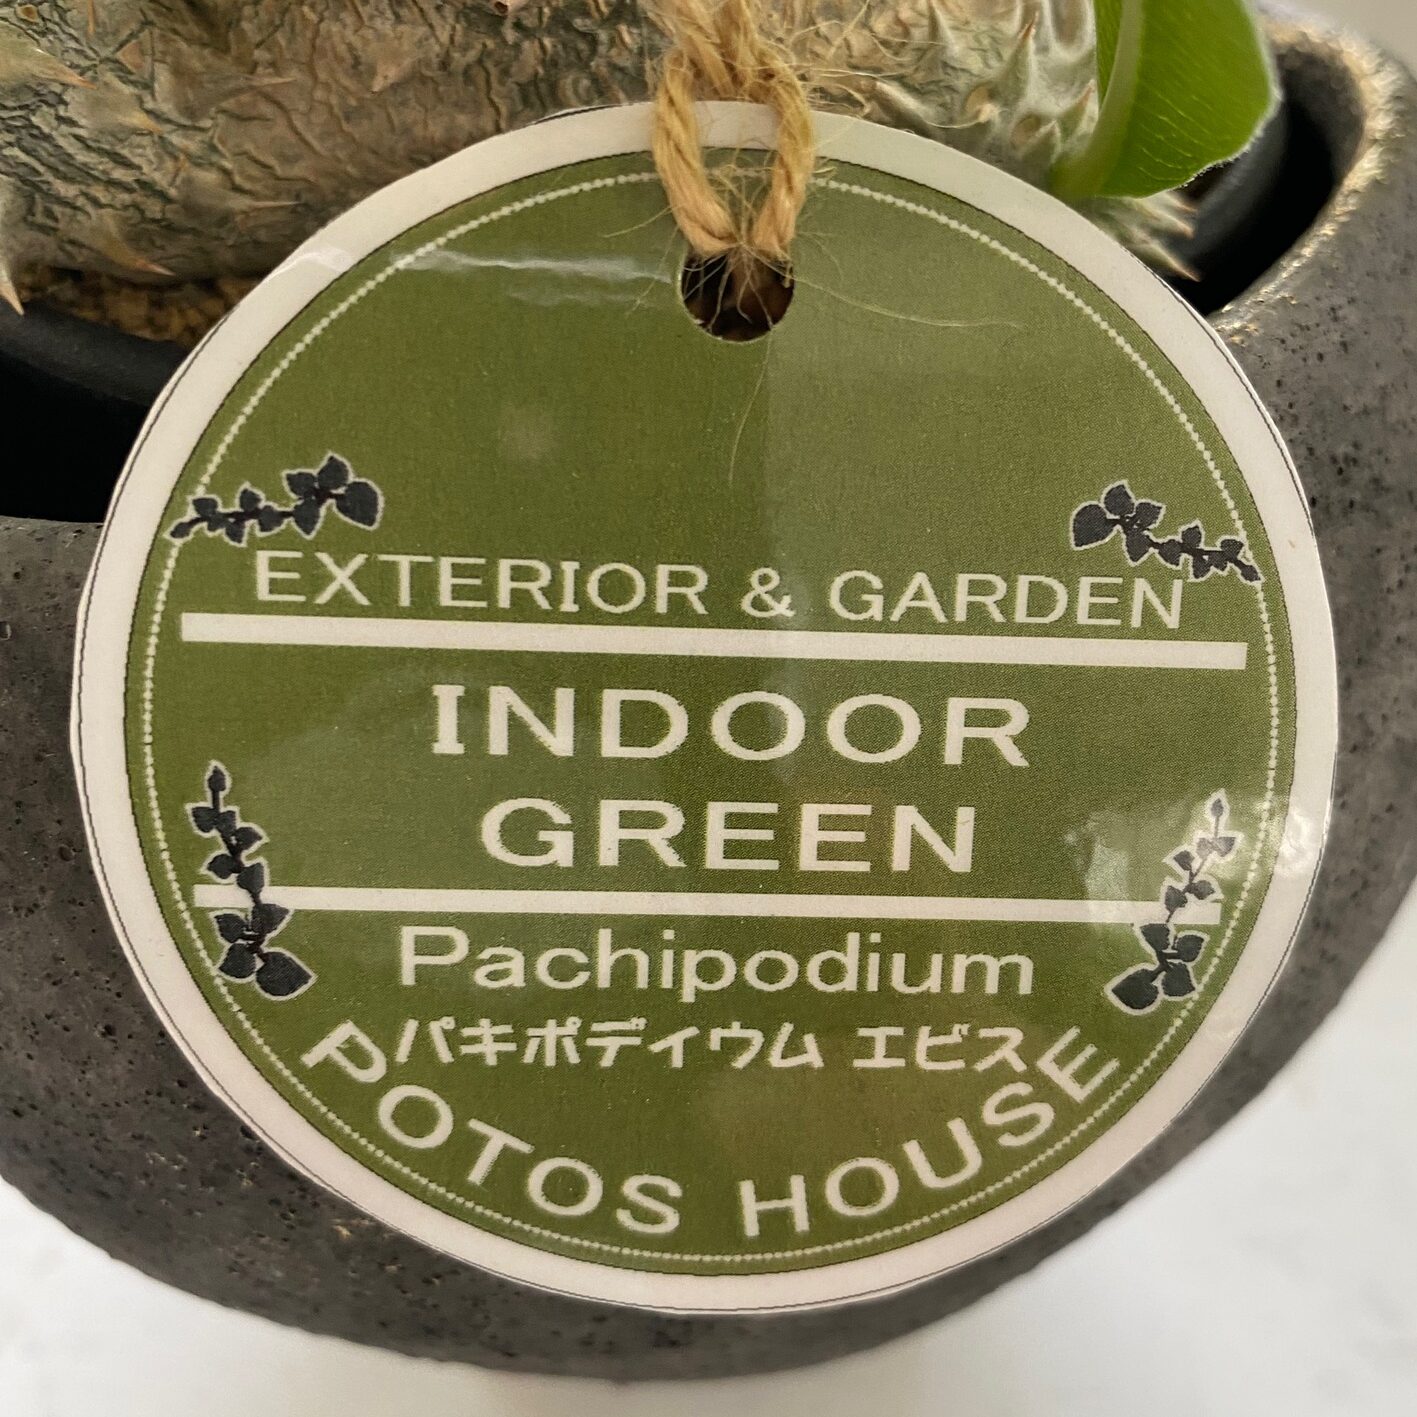 EXTERIOR & GARDEN
INDOOR
GREEN
Pachipodium
パキポディウム エビス
POTOS HOUSE